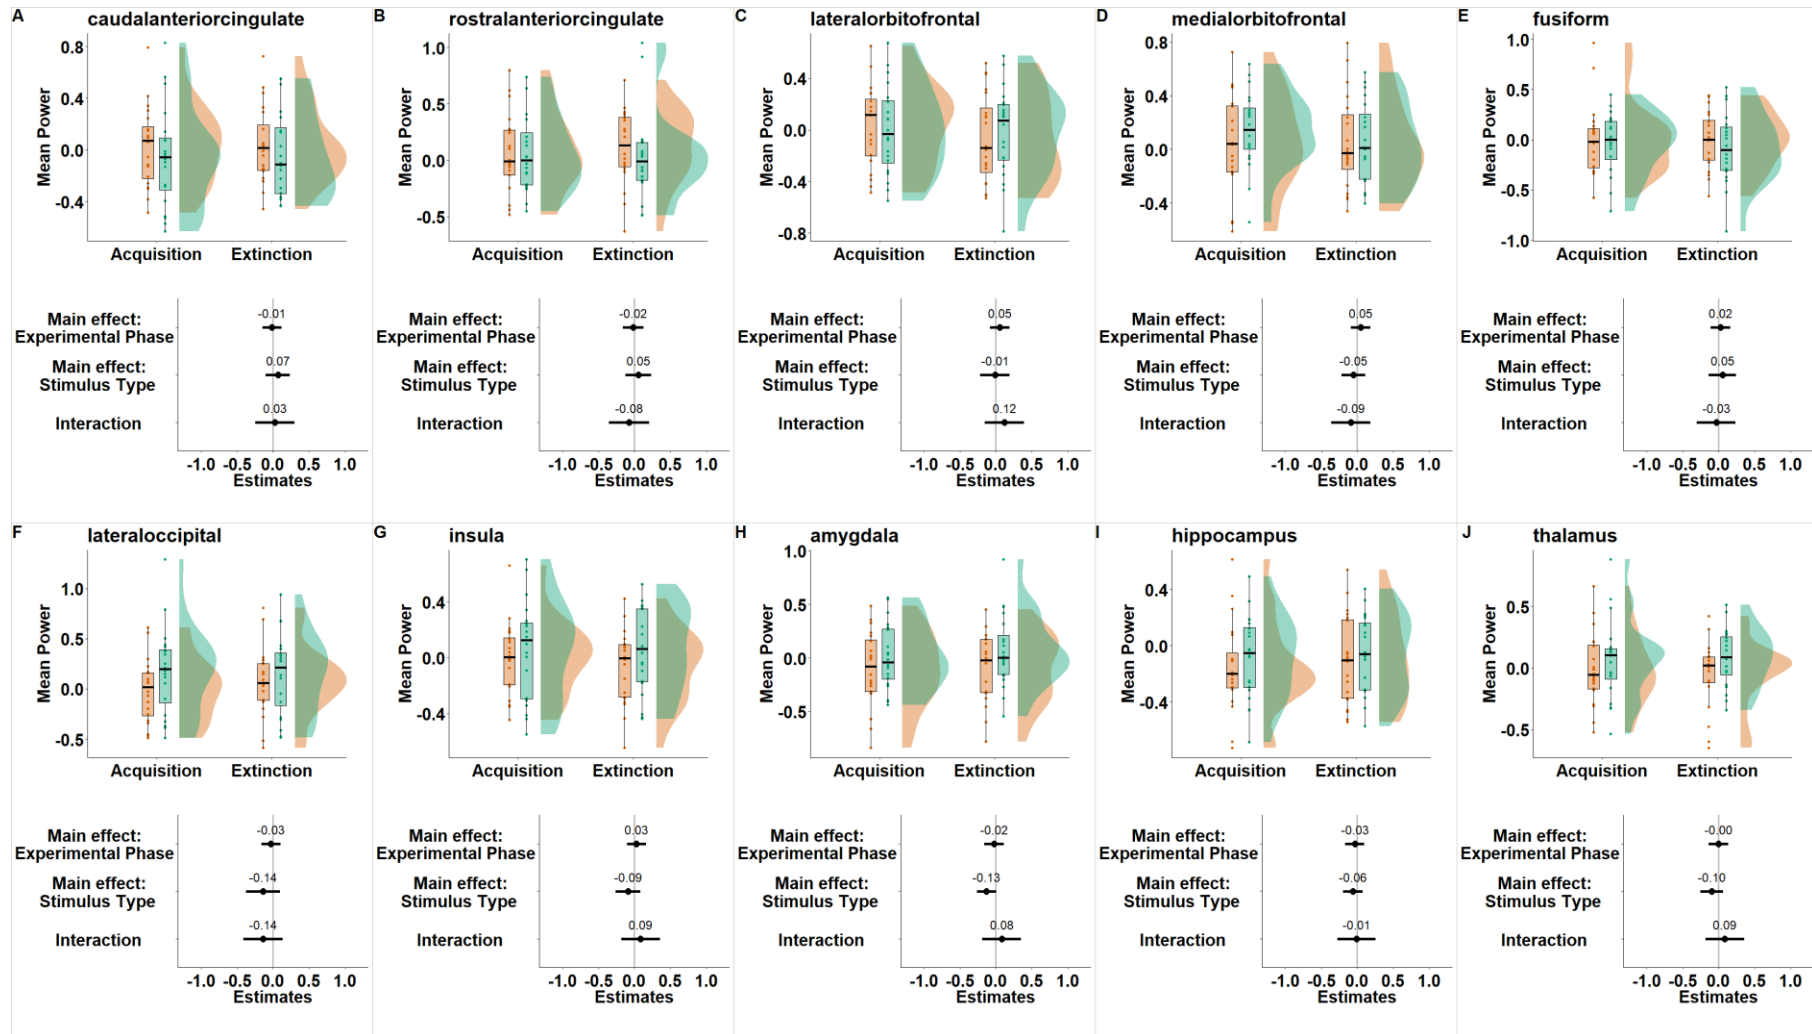 A caudalanteriorcingulate
Mean Power
0.8
0.4
0.0
-0.4
Acquisition Extinction
Main effect:
Experimental Phase
-0.01
Main effect:
Stimulus Type
0.07
Interaction
0.03
-1.0 -0.5 0.0 0.5 1.0
Estimates
B rostralanteriorcingulate
Mean Power
1.0
0.5
0.0
-0.5
Acquisition Extinction
Main effect:
Experimental Phase
-0.02
Main effect:
Stimulus Type
0.05
Interaction
-0.08
-1.0 -0.5 0.0 0.5 1.0
Estimates
C lateralorbitofrontal
Mean Power
0.4
0.0
-0.4
-0.8
Acquisition Extinction
Main effect:
Experimental Phase
0.05
Main effect:
Stimulus Type
-0.01
Interaction
0.12
-1.0 -0.5 0.0 0.5 1.0
Estimates
D medialorbitofrontal
Mean Power
0.8
0.4
0.0
-0.4
Acquisition Extinction
Main effect:
Experimental Phase
0.05
Main effect:
Stimulus Type
-0.05
Interaction
-0.09
-1.0 -0.5 0.0 0.5 1.0
Estimates
E fusiform
Mean Power
1.0
0.5
0.0
-0.5
-1.0
Acquisition Extinction
Main effect:
Experimental Phase
0.02
Main effect:
Stimulus Type
0.05
Interaction
-0.03
-1.0 -0.5 0.0 0.5 1.0
Estimates
F lateraloccipital
Mean Power
1.0
0.5
0.0
-0.5
Acquisition Extinction
Main effect:
Experimental Phase
-0.03
Main effect:
Stimulus Type
-0.14
Interaction
-0.14
-1.0 -0.5 0.0 0.5 1.0
Estimates
G insula
Mean Power
0.4
0.0
-0.4
Acquisition Extinction
Main effect:
Experimental Phase
0.03
Main effect:
Stimulus Type
-0.09
Interaction
0.09
-1.0 -0.5 0.0 0.5 1.0
Estimates
H amygdala
Mean Power
1.0
0.5
0.0
-0.5
Acquisition Extinction
Main effect:
Experimental Phase
-0.02
Main effect:
Stimulus Type
-0.13
Interaction
0.08
-1.0 -0.5 0.0 0.5 1.0
Estimates
I hippocampus
Mean Power
0.4
0.0
-0.4
Acquisition Extinction
Main effect:
Experimental Phase
-0.03
Main effect:
Stimulus Type
-0.06
Interaction
-0.01
-1.0 -0.5 0.0 0.5 1.0
Estimates
J thalamus
Mean Power
0.5
0.0
-0.5
Acquisition Extinction
Main effect:
Experimental Phase
-0.00
Main effect:
Stimulus Type
-0.10
Interaction
0.09
-1.0 -0.5 0.0 0.5 1.0
Estimates